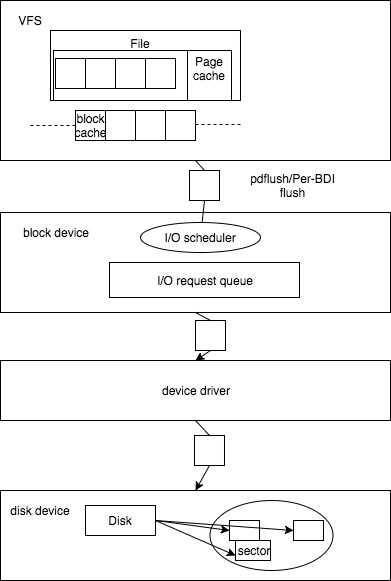 VFS
File
Page
cache
block
cache
pdflush/Per-BDI
flush
block device
I/O scheduler
I/O request queue
device driver
disk device
Disk
sector